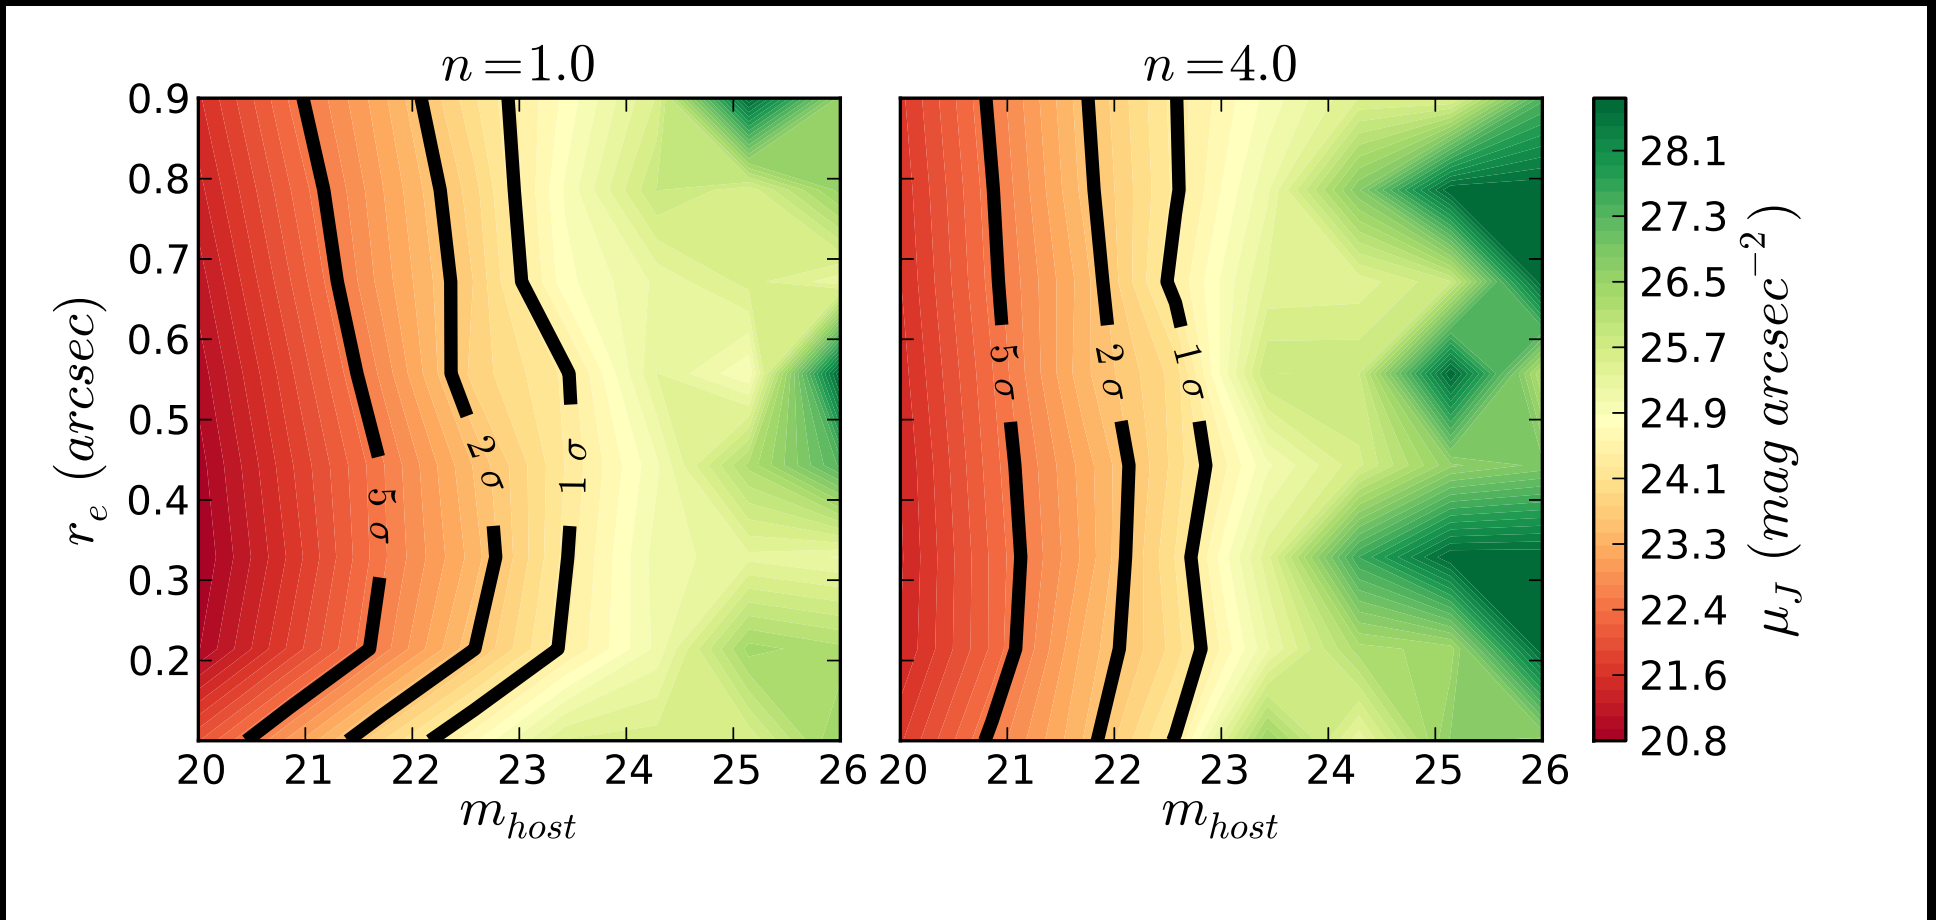 n=1.0
n=4.0
0.9
0.8
0.7
0.6
0.5
0.4
0.3
0.2
r_e (arcsec)
5 σ
2 σ
1 σ
20 21 22 23 24 25 26
m_host
5 σ
2 σ
1 σ
20 21 22 23 24 25 26
m_host
28.1
27.3
26.5
25.7
24.9
24.1
23.3
22.4
21.6
20.8
μ_J (mag arcsec⁻²)